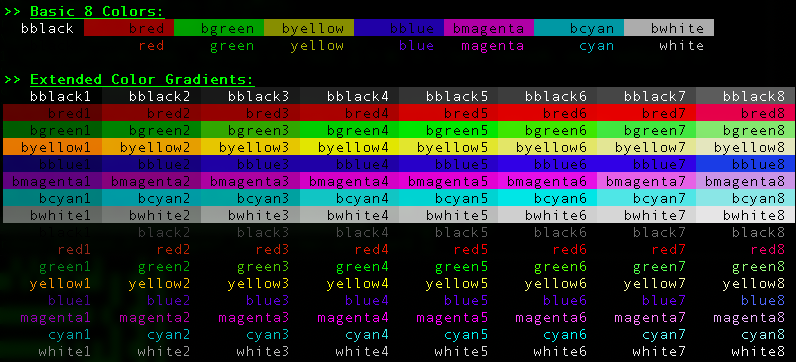 >> Basic 8 Colors:
bblack bred bgreen byellow bblue bmagenta bcyan bwhite
red green yellow blue magenta cyan white
>> Extended Color Gradients:
bblack1 bblack2 bblack3 bblack4 bblack5 bblack6 bblack7 bblack8
bred1 bred2 bred3 bred4 bred5 bred6 bred7 bred8
bgreen1 bgreen2 bgreen3 bgreen4 bgreen5 bgreen6 bgreen7 bgreen8
byellow1 byellow2 byellow3 byellow4 byellow5 byellow6 byellow7 byellow8
bblue1 bblue2 bblue3 bblue4 bblue5 bblue6 bblue7 bblue8
bmagenta1 bmagenta2 bmagenta3 bmagenta4 bmagenta5 bmagenta6 bmagenta7 bmagenta8
bcyan1 bcyan2 bcyan3 bcyan4 bcyan5 bcyan6 bcyan7 bcyan8
bwhite1 bwhite2 bwhite3 bwhite4 bwhite5 bwhite6 bwhite7 bwhite8
black2 black3 black4 black5 black6 black7 black8
red1 red2 red3 red4 red5 red6 red7 red8
green1 green2 green3 green4 green5 green6 green7 green8
yellow1 yellow2 yellow3 yellow4 yellow5 yellow6 yellow7 yellow8
blue1 blue2 blue3 blue4 blue5 blue6 blue7 blue8
magenta1 magenta2 magenta3 magenta4 magenta5 magenta6 magenta7 magenta8
cyan1 cyan2 cyan3 cyan4 cyan5 cyan6 cyan7 cyan8
white1 white2 white3 white4 white5 white6 white7 white8